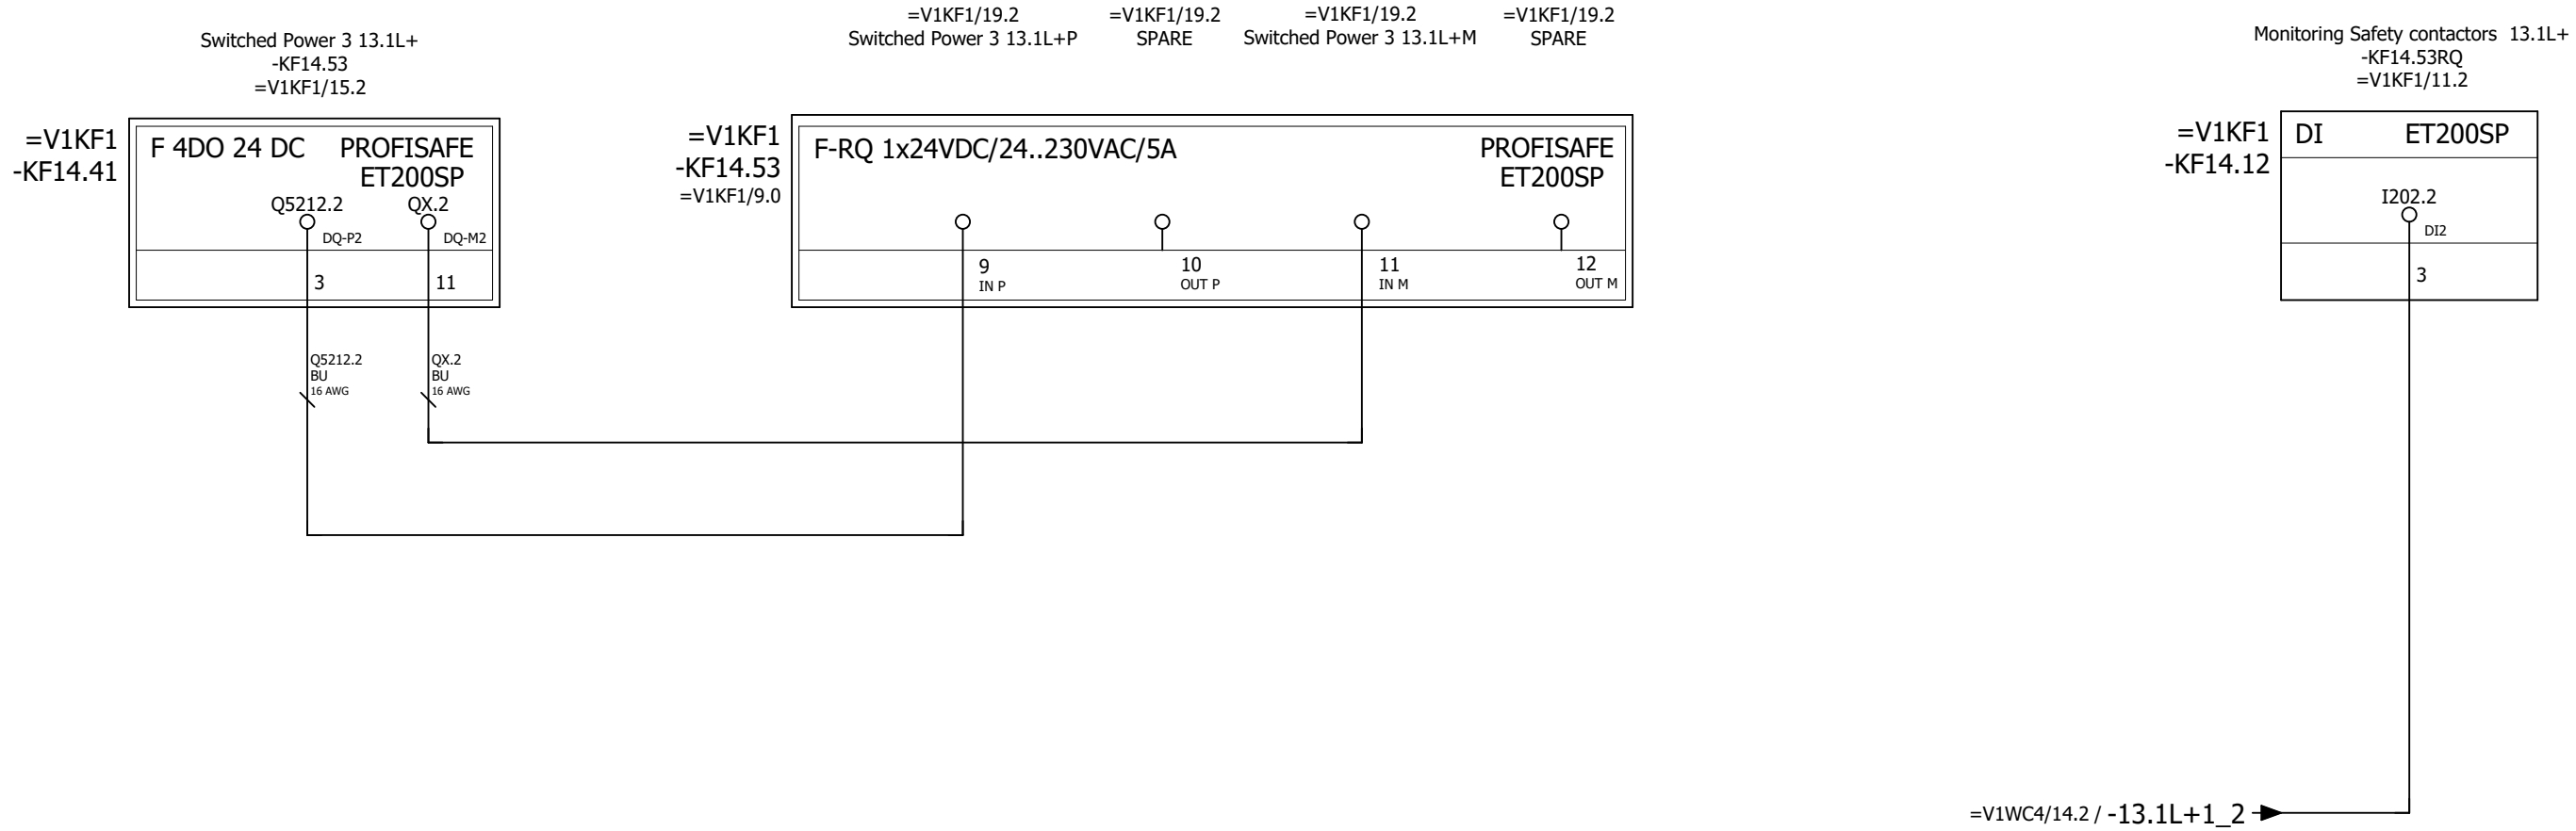 Switched Power 3 13.1L+
-KF14.53
=V1KF1/15.2
=V1KF1
-KF14.41
F 4DO 24 DC
PROFISAFE
ET200SP
Q5212.2
QX.2
DQ-P2
DQ-M2
3
11
Q5212.2
BU
16 AWG
QX.2
BU
16 AWG
=V1KF1/19.2
Switched Power 3 13.1L+P
=V1KF1/19.2
SPARE
=V1KF1/19.2
Switched Power 3 13.1L+M
=V1KF1/19.2
SPARE
=V1KF1
-KF14.53
=V1KF1/9.0
F-RQ 1x24VDC/24..230VAC/5A
PROFISAFE
ET200SP
9
IN P
10
OUT P
11
IN M
12
OUT M
Monitoring Safety contactors 13.1L+
-KF14.53RQ
=V1KF1/11.2
=V1KF1
-KF14.12
DI
ET200SP
I202.2
DI2
3
=V1WC4/14.2 / -13.1L+1_2